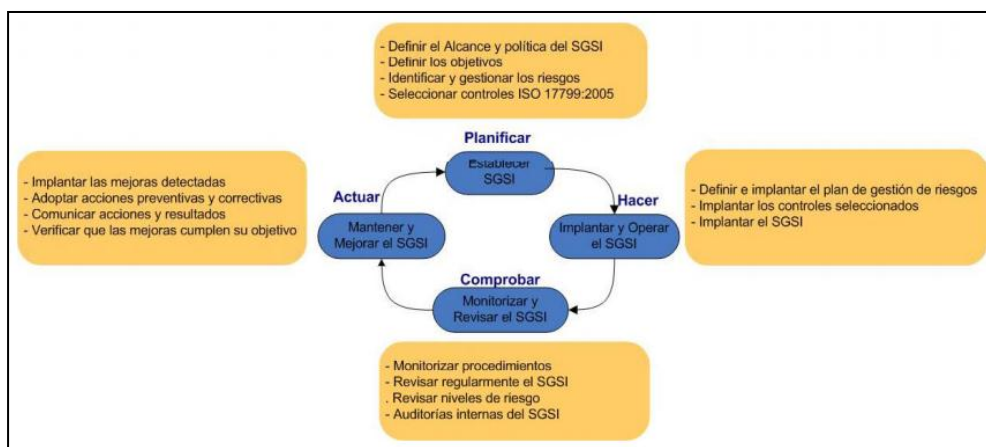 - Definir el Alcance y política del SGSI
- Definir los objetivos
- Identificar y gestionar los riesgos
- Seleccionar controles ISO 17799:2005
Planificar
Establecer
SGSI
- Implantar las mejoras detectadas
- Adoptar acciones preventivas y correctivas
- Comunicar acciones y resultados
- Verificar que las mejoras cumplen su objetivo
Actuar
Mantener y
Mejorar el SGSI
Hacer
Implantar y Operar
el SGSI
- Definir e implantar el plan de gestión de riesgos
- Implantar los controles seleccionados
- Implantar el SGSI
Comprobar
Monitorizar y
Revisar el SGSI
- Monitorizar procedimientos
- Revisar regularmente el SGSI
. Revisar niveles de riesgo
- Auditorías internas del SGSI